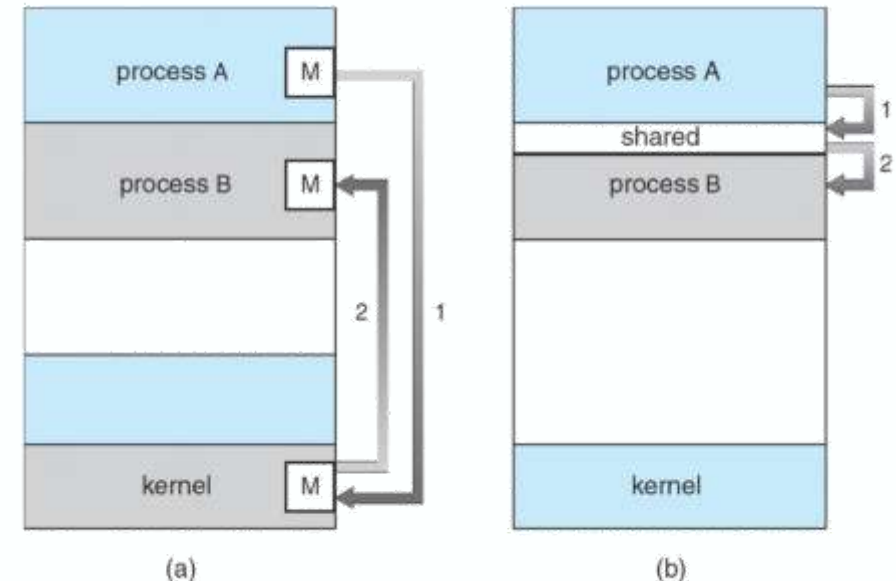 process A M
process B M
2 1
kernel M
(a)
process A
1
shared
2
process B
kernel
(b)